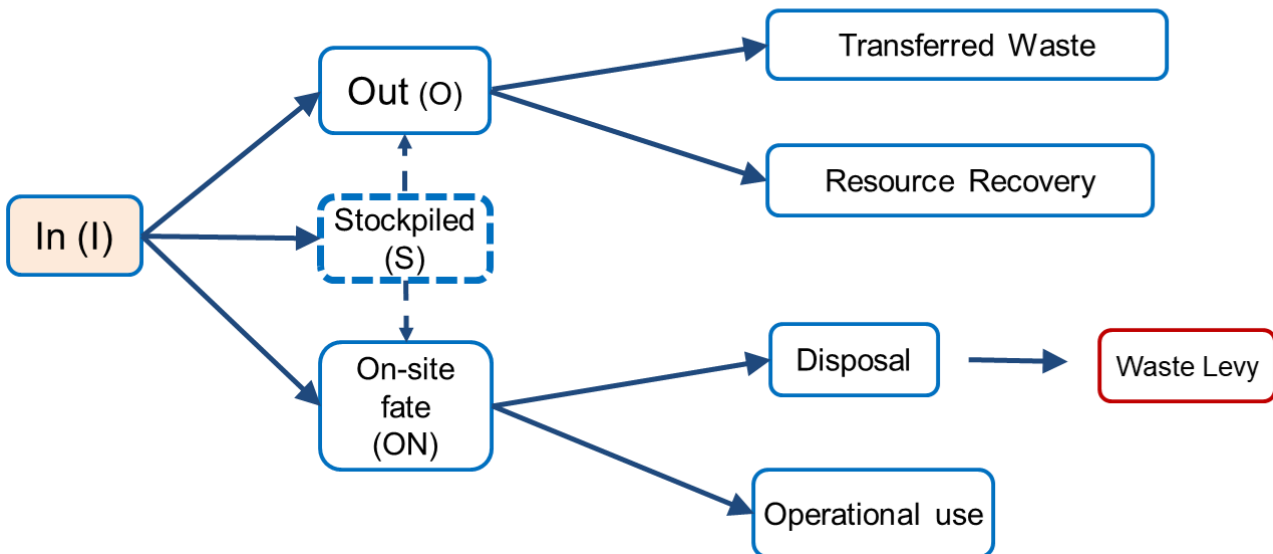 Transferred Waste
Out (O)
Resource Recovery
In (I)
Stockpiled
(S)
On-site
fate
(ON)
Disposal
Waste Levy
Operational use